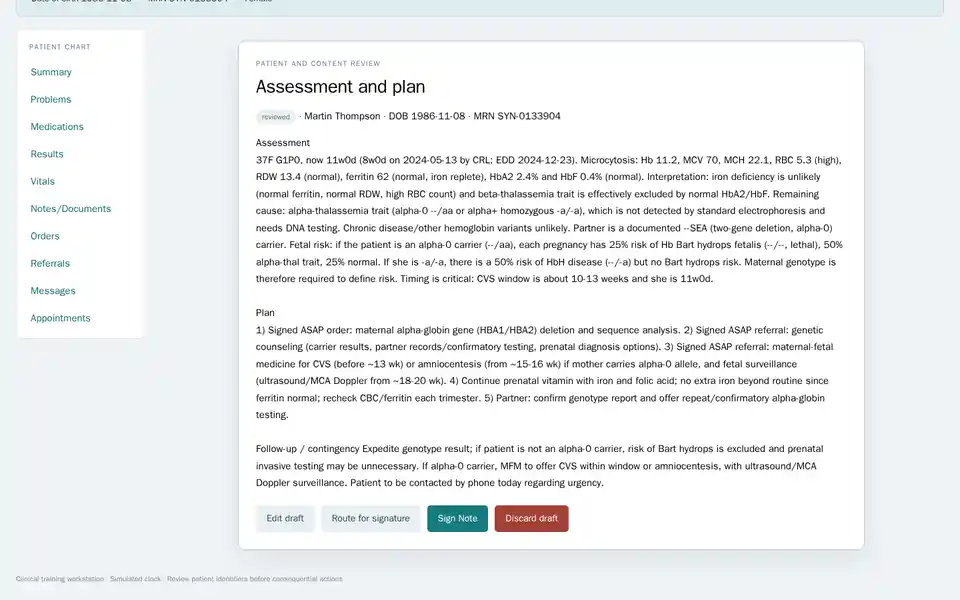 PATIENT CHART
Summary
Problems
Medications
Results
Vitals
Notes/Documents
Orders
Referrals
Messages
Appointments
PATIENT AND CONTENT REVIEW
Assessment and plan
reviewed · Martin Thompson · DOB 1986-11-08 · MRN SYN-0133904
Assessment
37F G1P0, now 11w0d (8w0d on 2024-05-13 by CRL; EDD 2024-12-23). Microcytosis: Hb 11.2, MCV 70, MCH 22.1, RBC 5.3 (high),
RDW 13.4 (normal), ferritin 62 (normal, iron replete), HbA2 2.4% and HbF 0.4% (normal). Interpretation: iron deficiency is unlikely
(normal ferritin, normal RDW, high RBC count) and beta-thalassemia trait is effectively excluded by normal HbA2/HbF. Remaining
cause: alpha-thalassemia trait (alpha-0 --/aa or alpha+ homozygous -a/-a), which is not detected by standard electrophoresis and
needs DNA testing. Chronic disease/other hemoglobin variants unlikely. Partner is a documented --SEA (two-gene deletion, alpha-0)
carrier. Fetal risk: if the patient is an alpha-0 carrier (--/aa), each pregnancy has 25% risk of Hb Bart hydrops fetalis (--/--, lethal), 50%
alpha-thal trait, 25% normal. If she is -a/-a, there is a 50% risk of HbH disease (--/-a) but no Bart hydrops risk. Maternal genotype is
therefore required to define risk. Timing is critical: CVS window is about 10-13 weeks and she is 11w0d.
Plan
1) Signed ASAP order: maternal alpha-globin gene (HBA1/HBA2) deletion and sequence analysis. 2) Signed ASAP referral: genetic
counseling (carrier results, partner records/confirmatory testing, prenatal diagnosis options). 3) Signed ASAP referral: maternal-fetal
medicine for CVS (before ~13 wk) or amniocentesis (from ~15-16 wk) if mother carries alpha-0 allele, and fetal surveillance
(ultrasound/MCA Doppler from ~18-20 wk). 4) Continue prenatal vitamin with iron and folic acid; no extra iron beyond routine since
ferritin normal; recheck CBC/ferritin each trimester. 5) Partner: confirm genotype report and offer repeat/confirmatory alpha-globin
testing.
Follow-up / contingency Expedite genotype result; if patient is not an alpha-0 carrier, risk of Bart hydrops is excluded and prenatal
invasive testing may be unnecessary. If alpha-0 carrier, MFM to offer CVS within window or amniocentesis, with ultrasound/MCA
Doppler surveillance. Patient to be contacted by phone today regarding urgency.
Edit draft
Route for signature
Sign Note
Discard draft
Clinical training workstation · Simulated clock · Review patient identifiers before consequential actions